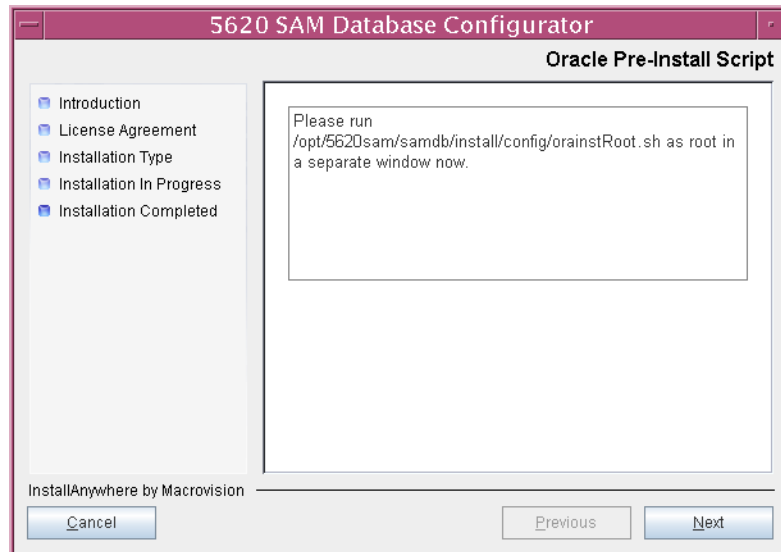 5620 SAM Database Configurator
Oracle Pre-Install Script
Introduction
License Agreement
Installation Type
Installation In Progress
Installation Completed
Please run
/opt/5620sam/samdb/install/config/orainstRoot.sh as root in
a separate window now.
InstallAnywhere by Macrovision
Cancel
Previous
Next